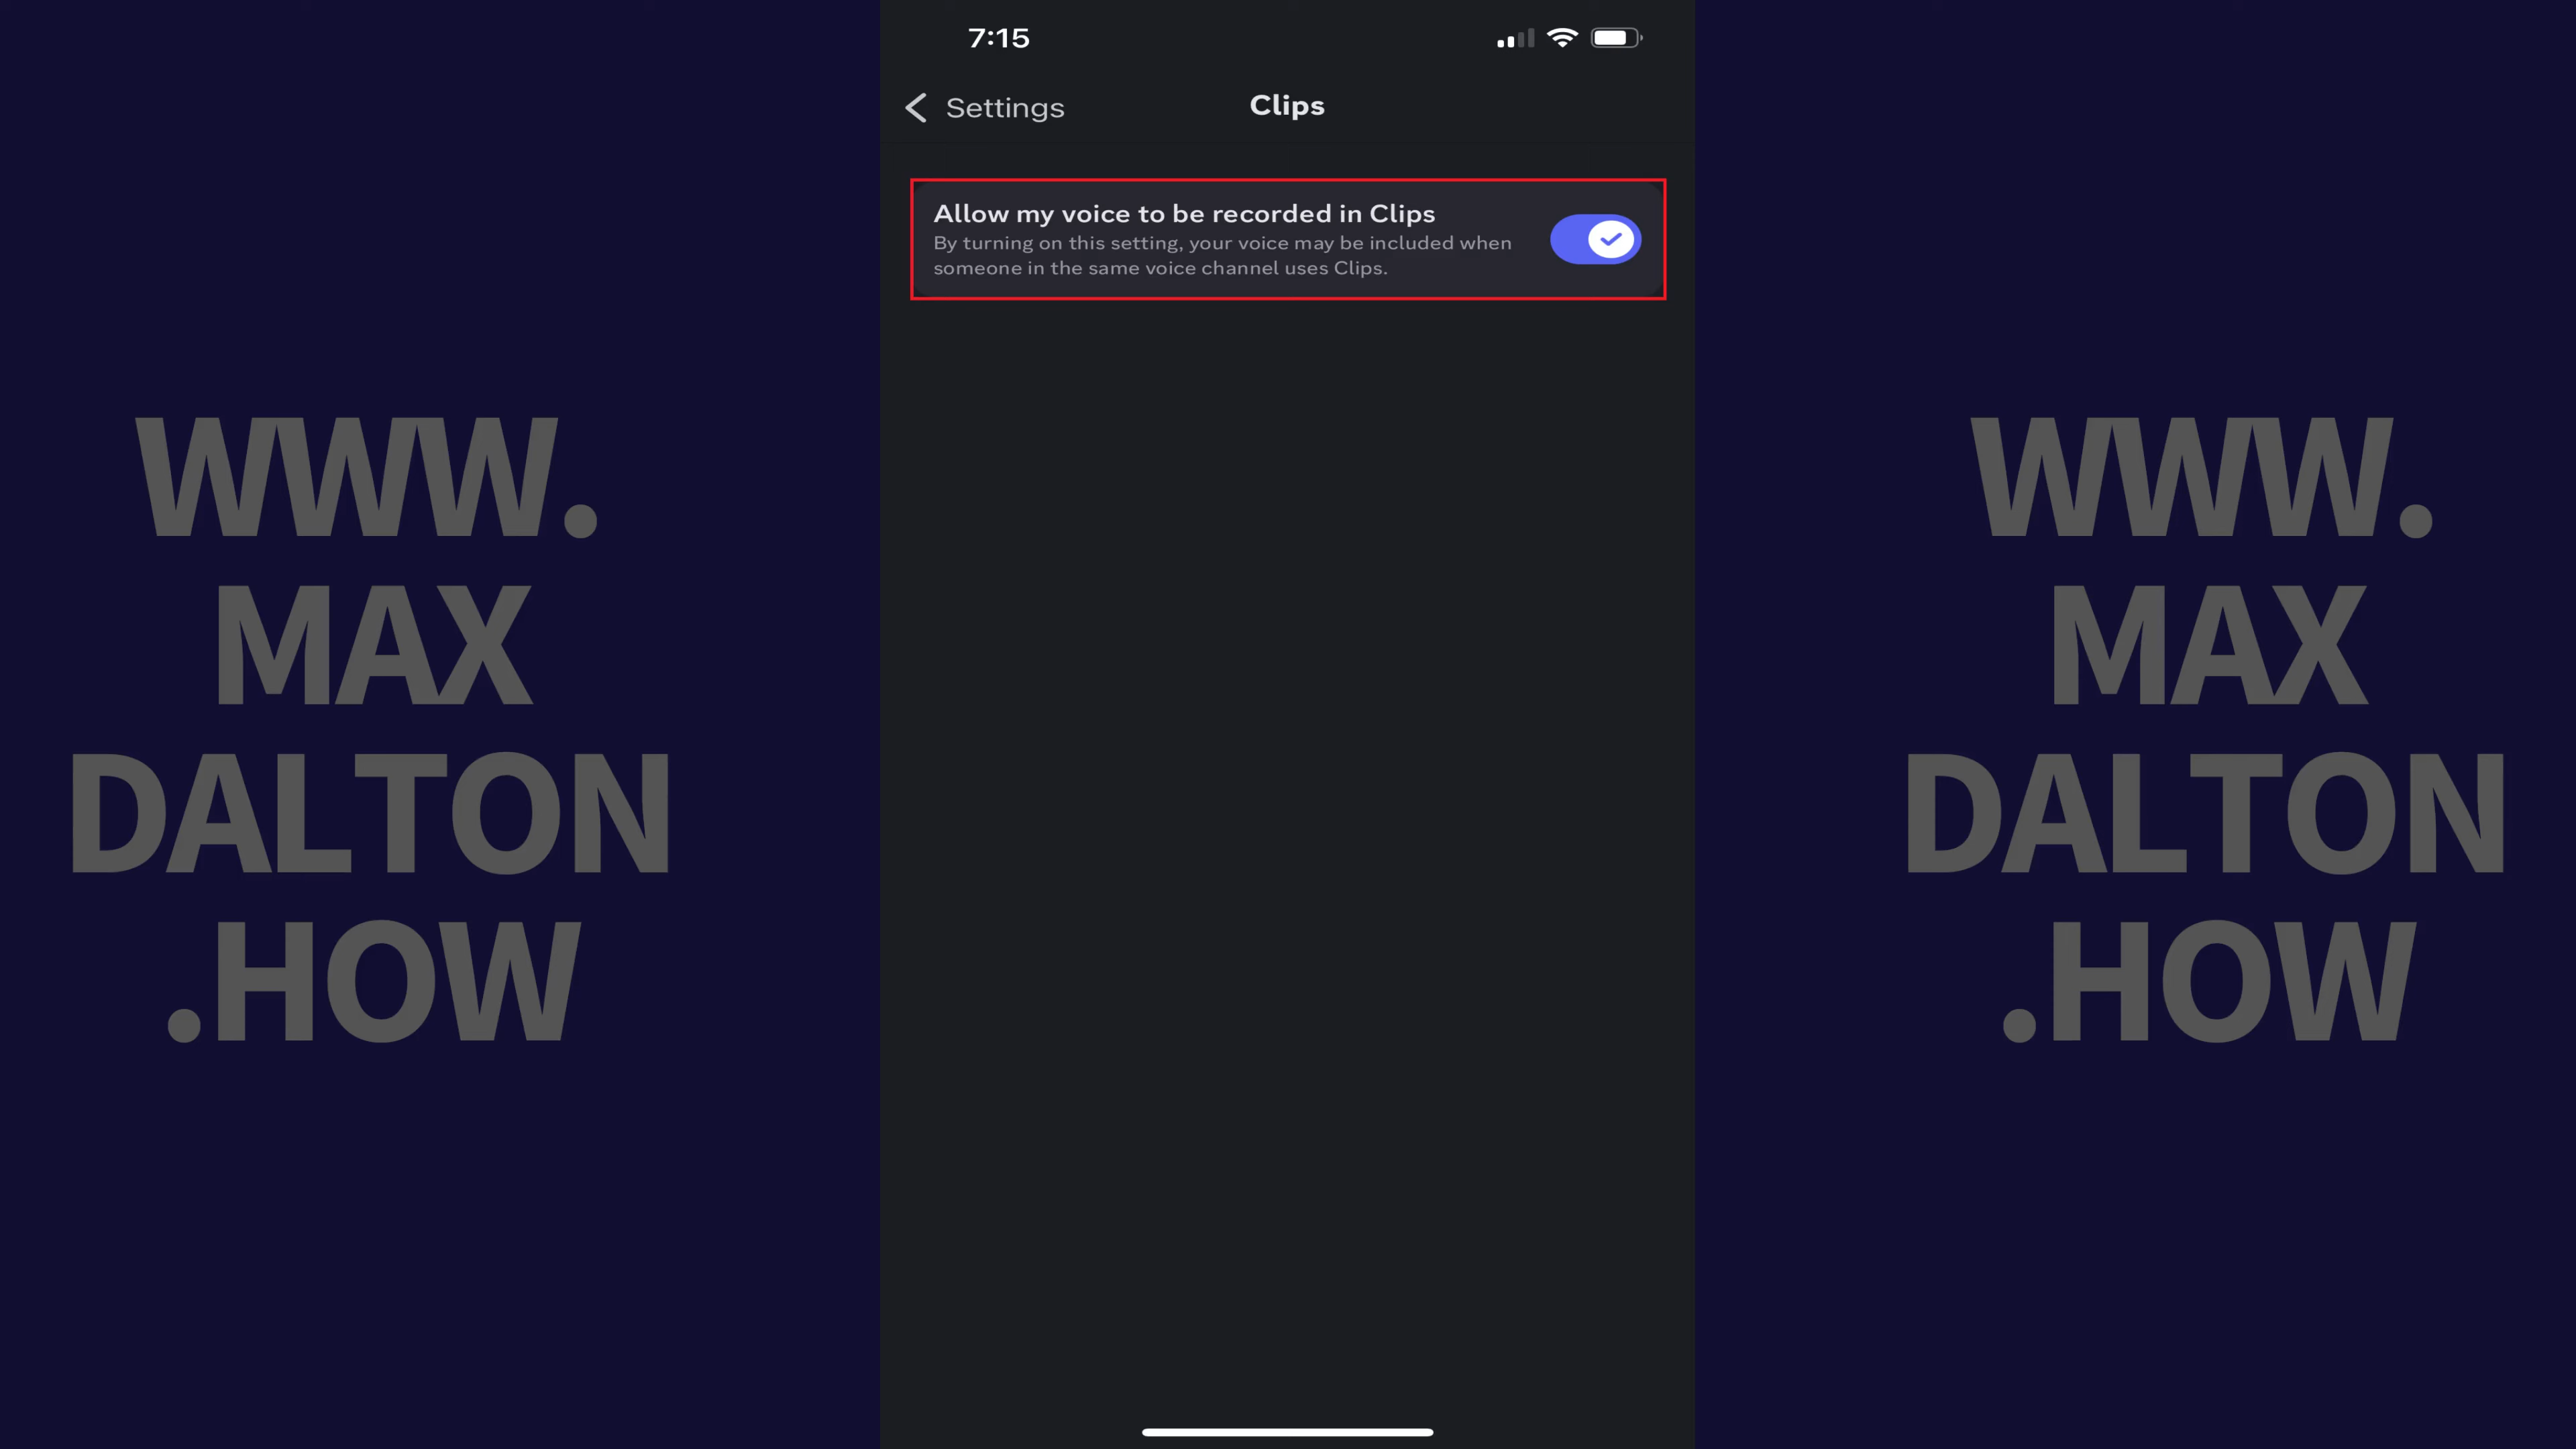 7:15
Settings
Clips
Allow my voice to be recorded in Clips
By turning on this setting, your voice may be included when
someone in the same voice channel uses Clips.
WWW.
MAX
DALTON
.HOW
WWW.
MAX
DALTON
.HOW